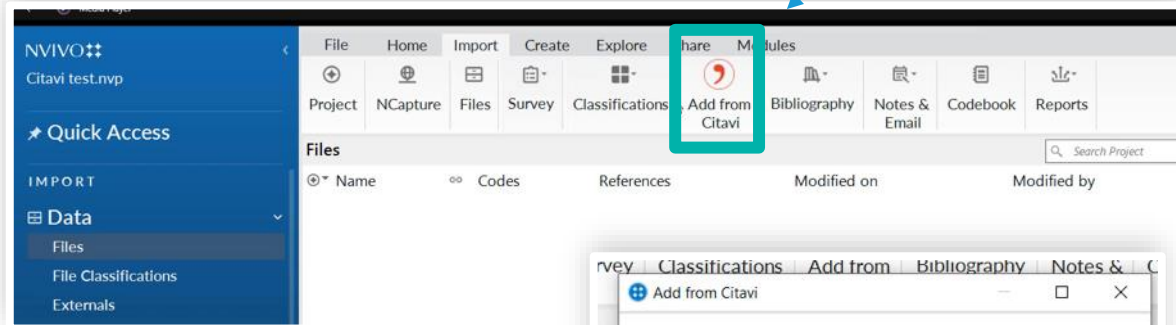 NVIVO
File Home Import Create Explore Share Modules
Citavi test.nvp
Project NCapture Files Survey Classifications Add from Citavi Bibliography Notes & Email Codebook Reports
Quick Access
Files
Search Project
IMPORT
Name Codes References Modified on Modified by
Data
Files
File Classifications
Externals
Classifications Add from Bibliography Notes &
Add from Citavi